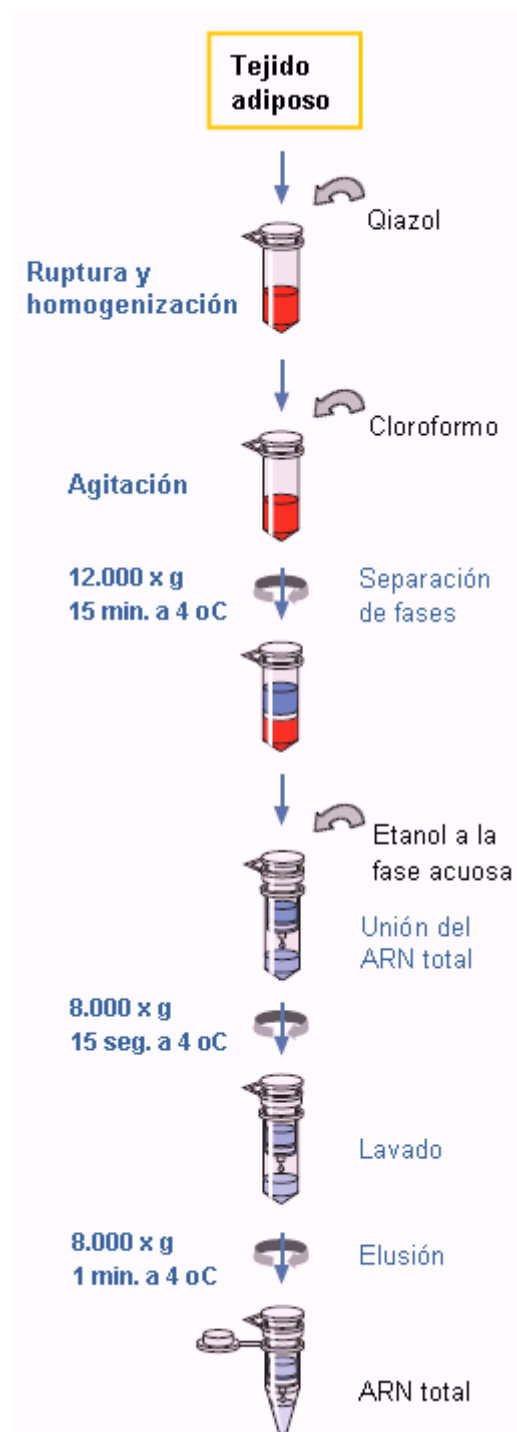 Tejido
adiposo
Qiazol
Ruptura y
homogenización
Cloroformo
Agitación
12.000 x g
15 min. a 4 oC
Separación
de fases
Etanol a la
fase acuosa
Unión del
ARN total
8.000 x g
15 seg. a 4 oC
Lavado
8.000 x g
1 min. a 4 oC
Elusión
ARN total